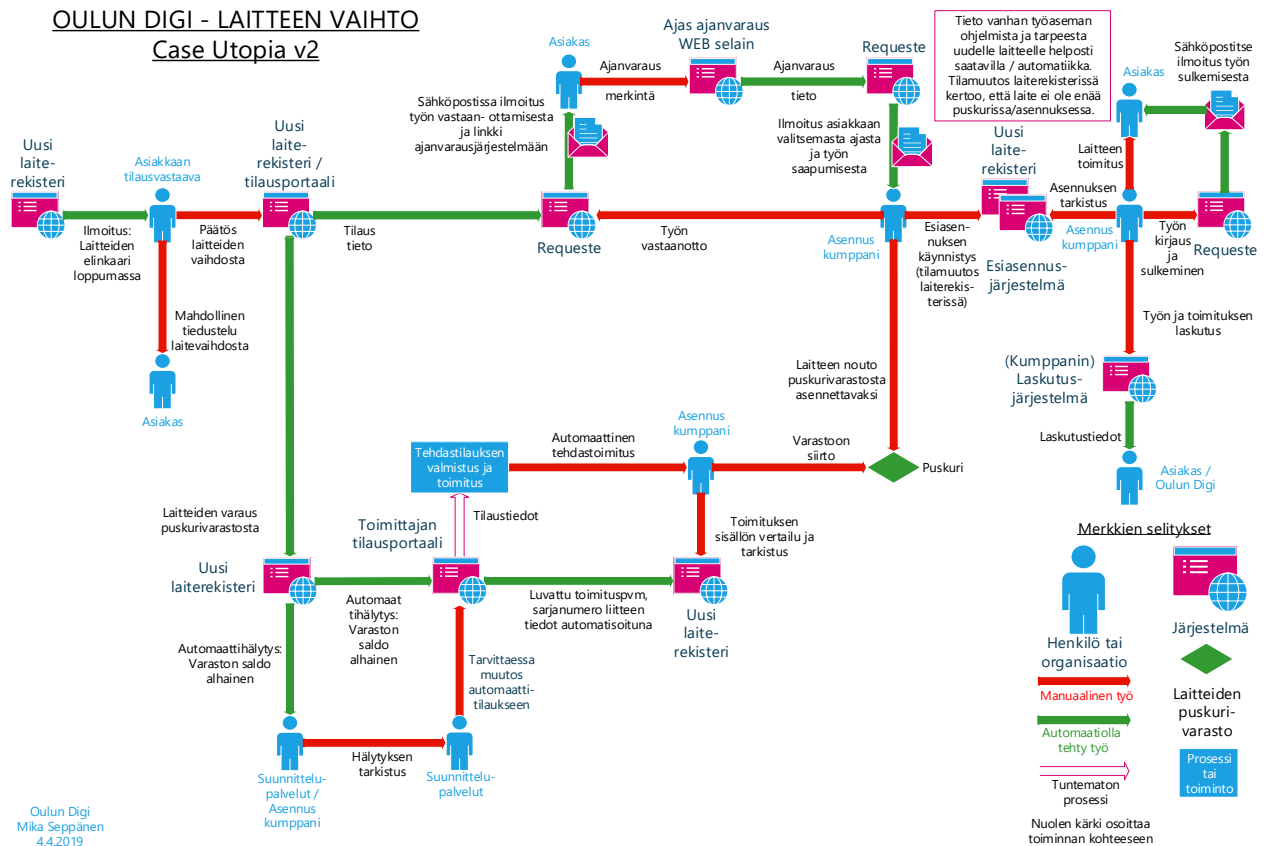 OULUN DIGI - LAITTEEN VAIHTO
Case Utopia v2
Uusi
laite-
rekisteri
Ilmoitus:
Laitteiden
elinkaari
loppumassa
Asiakkaan
tilausvastaava
Päätös
laitteiden
vaihdosta
Mahdollinen
tiedustelu
laitevaihdosta
Asiakas
Uusi
laite-
rekisteri /
tilausportaali
Tilaus
tieto
Sähköpostissa ilmoitus
työn vastaan- ottamisesta
ja linkki
ajanvarausjärjestelmään
Requeste
Asiakas
Ajanvaraus
merkintä
Ajas ajanvaraus
WEB selain
Ajanvaraus
tieto
Requeste
Ilmoitus asiakkaan
valitsemasta ajasta
ja työn
saapumisesta
Työn
vastaanotto
Asennus
kumppani
Esiasen-
nuksen
käynnistys
(tilamuutos
laiterekis-
terissä)
Tieto vanhan työaseman
ohjelmista ja tarpeesta
uudelle laitteelle helposti
saatavilla / automatiikka.
Tilamuutos laiterekisterissä
kertoo, että laite ei ole enää
puskurissa/asennuksessa.
Uusi
laite-
rekisteri
Esiasennus-
järjestelmä
Asennuksen
tarkistus
Asiakas
Laitteen
toimitus
Sähköpostitse
ilmoitus työn
sulkemisesta
Asennus
kumppani
Työn
kirjaus
ja
sulkeminen
Requeste
Työn ja toimituksen
laskutus
(Kumppanin)
Laskutus-
järjestelmä
Laskutustiedot
Asiakas /
Oulun Digi
Laitteen nouto
puskurivarastosta
asennettavaksi
Tehdastilauksen
valmistus ja
toimitus
Automaattinen
tehdastoimitus
Asennus
kumppani
Varastoon
siirto
Puskuri
Laitteiden varaus
puskurivarastosta
Tilaustiedot
Toimittajan
tilausportaali
Toimituksen
sisällön vertailu ja
tarkistus
Uusi
laiterekisteri
Automaat
tihälytys:
Varaston
saldo
alhainen
Luvattu toimituspvm,
sarjanumero liitteen
tiedot automatisoituna
Uusi
laite-
rekisteri
Automaattihälytys:
Varaston saldo
alhainen
Tarvittaessa
muutos
automaatti-
tilaukseen
Suunnittelu-
palvelut /
Asennus
kumppani
Hälytyksen
tarkistus
Suunnittelu-
palvelut
Merkkien selitykset
Henkilö tai
organisaatio
Järjestelmä
Manuaalinen työ
Automaatiolla
tehty työ
Tuntematon
prosessi
Nuolen kärki osoittaa
toiminnan kohteeseen
Laitteiden
puskuri-
varasto
Prosessi
tai
toiminto
Oulun Digi
Mika Seppänen
4.4.2019